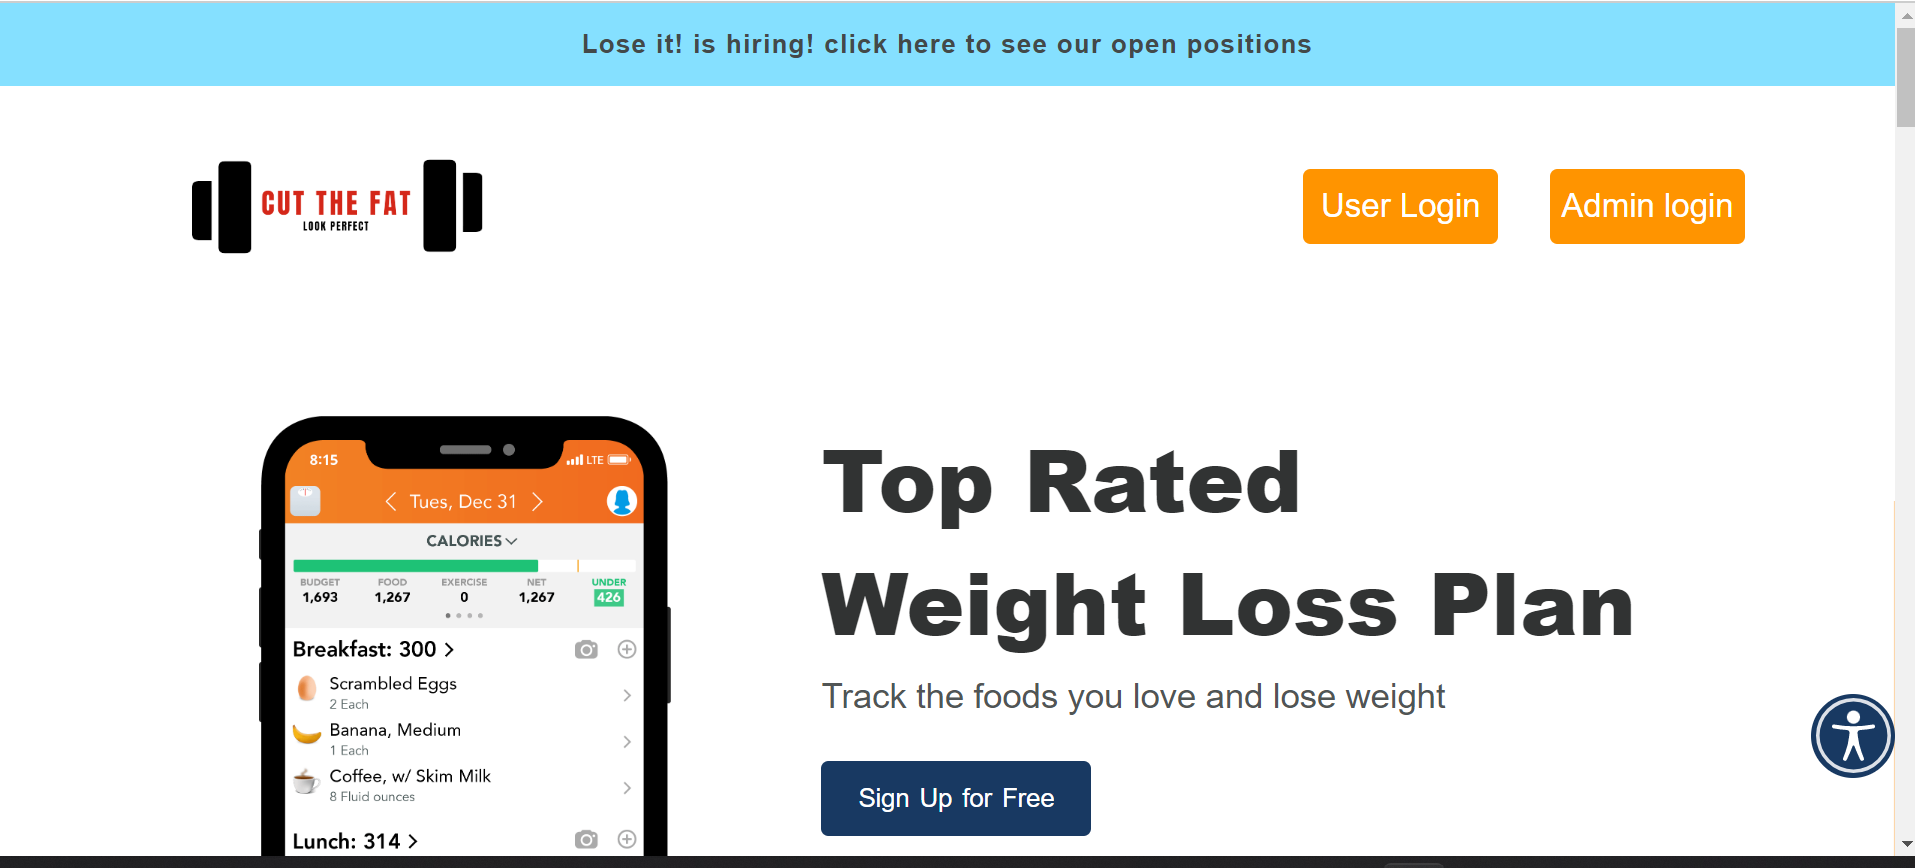 Lose it! is hiring! click here to see our open positions
CUT THE FAT
LOOK PERFECT
User Login
Admin login
8:15
LTE
Tues, Dec 31
CALORIES
BUDGET FOOD EXERCISE NET UNDER
1,693 1,267 0 1,267 426
Breakfast: 300
Scrambled Eggs
2 Each
Banana, Medium
1 Each
Coffee, w/ Skim Milk
8 Fluid ounces
Lunch: 314
Top Rated
Weight Loss Plan
Track the foods you love and lose weight
Sign Up for Free